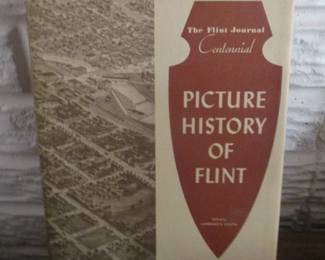 The Flint Journal
Centennial
PICTURE
HISTORY
OF
FLINT